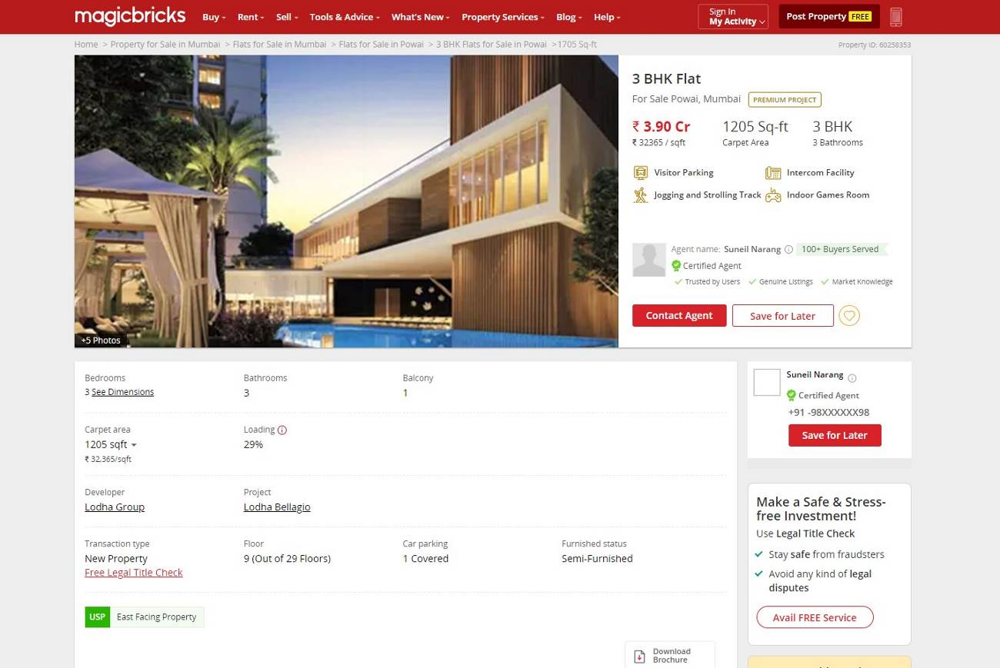 magicbricks
Buy
Rent
Sell
Tools & Advice
What's New
Property Services
Blog
Help
Sign In
My Activity
Post Property FREE
Home > Property for Sale in Mumbai > Flats for Sale in Mumbai > Flats for Sale in Powai > 3 BHK Flats for Sale in Powai >1705 Sq-ft
Property ID: 60258353
+5 Photos
3 BHK Flat
For Sale Powai, Mumbai
PREMIUM PROJECT
₹ 3.90 Cr
1205 Sq-ft
3 BHK
₹ 32365 / sqft
Carpet Area
3 Bathrooms
Visitor Parking
Intercom Facility
Jogging and Strolling Track
Indoor Games Room
Agent name: Suneil Narang
100+ Buyers Served
Certified Agent
Trusted by Users
Genuine Listings
Market Knowledge
Contact Agent
Save for Later
Bedrooms
Bathrooms
Balcony
3 See Dimensions
3
1
Carpet area
Loading
1205 sqft
29%
₹ 32,365/sqft
Developer
Project
Lodha Group
Lodha Bellagio
Transaction type
Floor
Car parking
Furnished status
New Property
9 (Out of 29 Floors)
1 Covered
Semi-Furnished
Free Legal Title Check
USP
East Facing Property
Download
Brochure
Suneil Narang
Certified Agent
+91 -98XXXXXX98
Save for Later
Make a Safe & Stress-
free Investment!
Use Legal Title Check
Stay safe from fraudsters
Avoid any kind of legal
disputes
Avail FREE Service